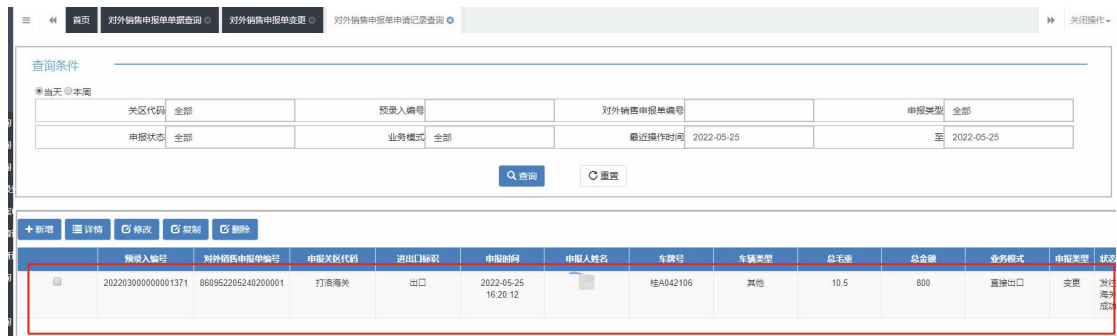 首页 对外销售申报单单据查询 对外销售申报单变更 对外销售申报单申请记录查询 关闭操作
查询条件
当天 本周
关区代码 全部 预录入编号 对外销售申报单编号 申报类型 全部
申报状态 全部 业务模式 全部 最近操作时间 2022-05-25 至 2022-05-25
查询 重置
新增 详情 修改 复制 删除
预录入编号 对外销售申报单编号 申报关区代码 进出口标识 申报时间 申报人姓名 车牌号 车辆类型 总毛重 总金额 业务模式 申报类型 状态
202203000000001371 860952205240200001 打洛海关 出口 2022-05-25 桂A042106 其他 10.5 800 直接出口 变更 发往
16:20:12 海关
成功